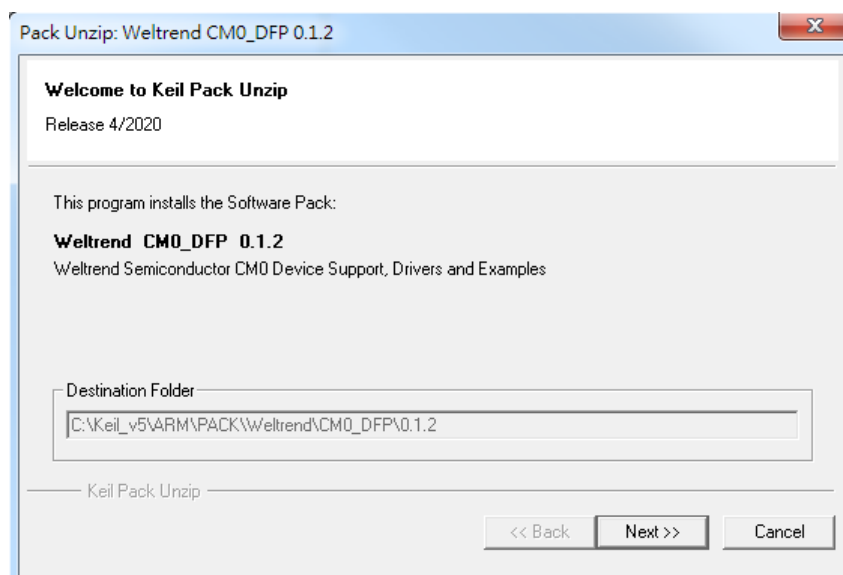 Pack Unzip: Weltrend CM0_DFP 0.1.2
Welcome to Keil Pack Unzip
Release 4/2020
This program installs the Software Pack:
Weltrend CM0_DFP 0.1.2
Weltrend Semiconductor CM0 Device Support, Drivers and Examples
Destination Folder
C:\Keil_v5\ARM\PACK\Weltrend\CM0_DFP\0.1.2
Keil Pack Unzip
<< Back
Next >>
Cancel